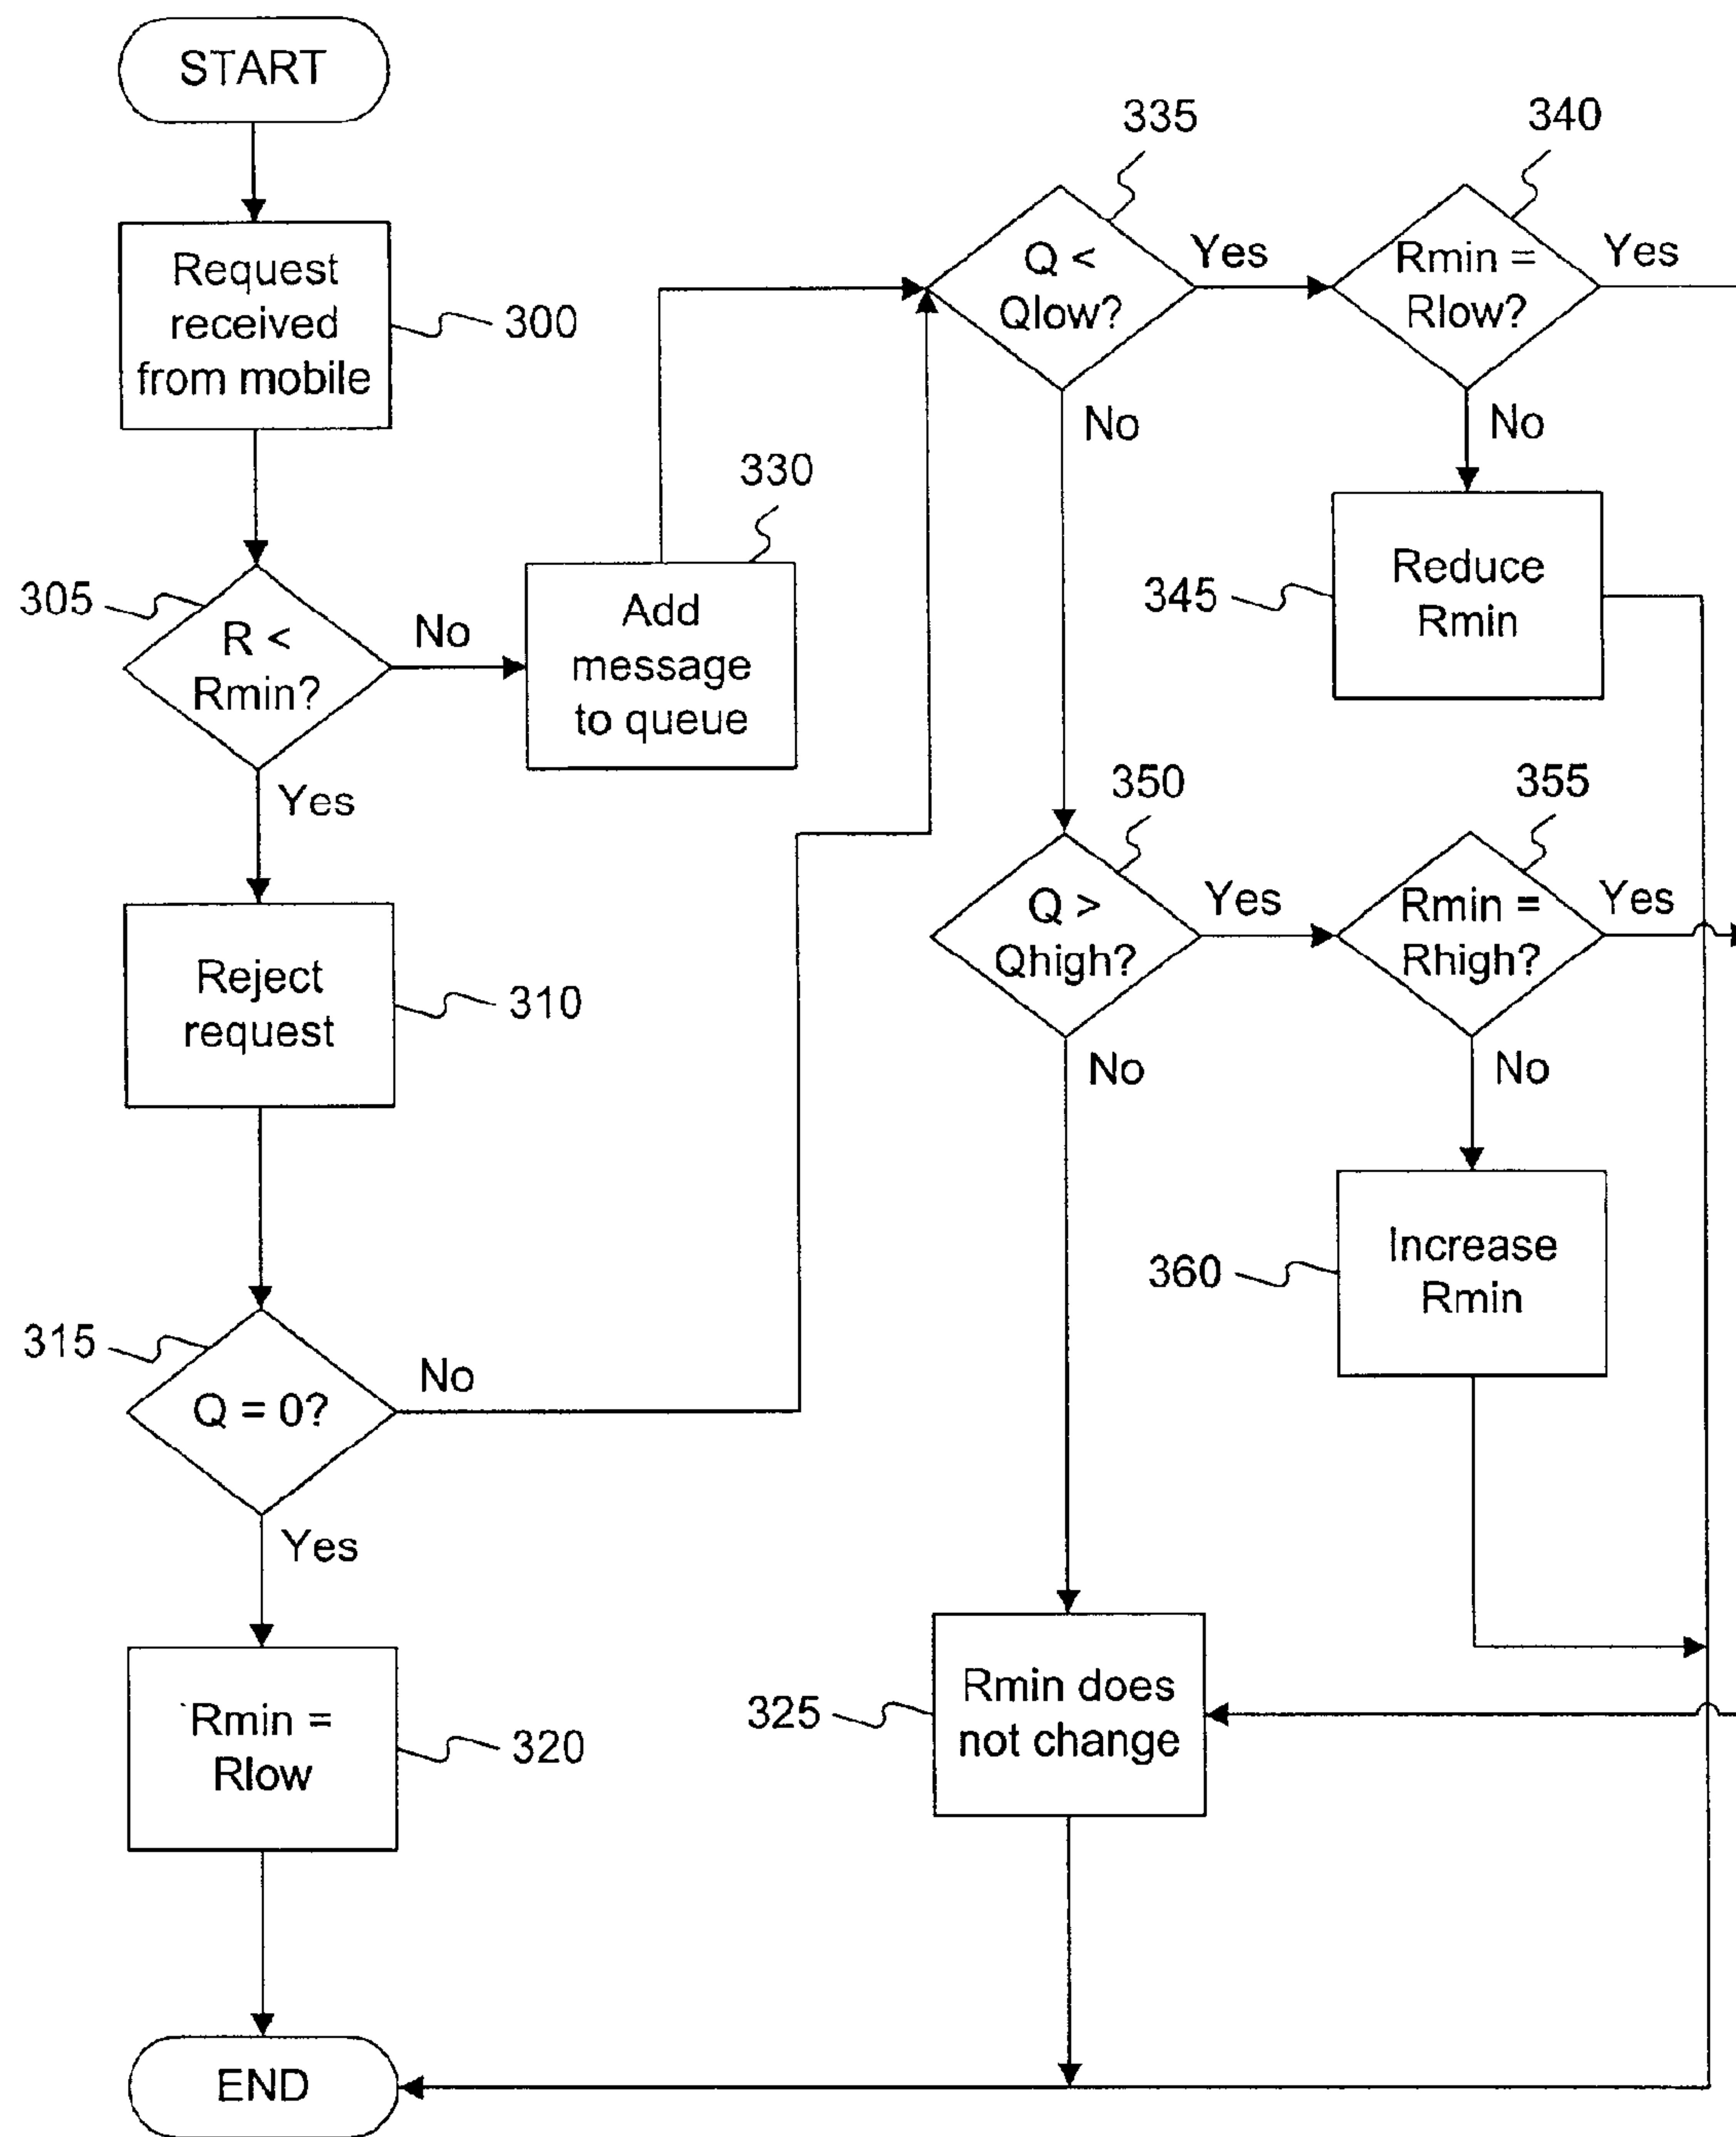 START
Request
received
from mobile
300
305
R <
Rmin?
No
Yes
330
Add
message
to queue
Reject
request
310
315
Q = 0?
No
Yes
Rmin =
Rlow
320
END
335
Q <
Qlow?
Yes
No
340
Rmin =
Rlow?
Yes
No
345
Reduce
Rmin
350
Q >
Qhigh?
Yes
No
355
Rmin =
Rhigh?
Yes
No
360
Increase
Rmin
325
Rmin does
not change